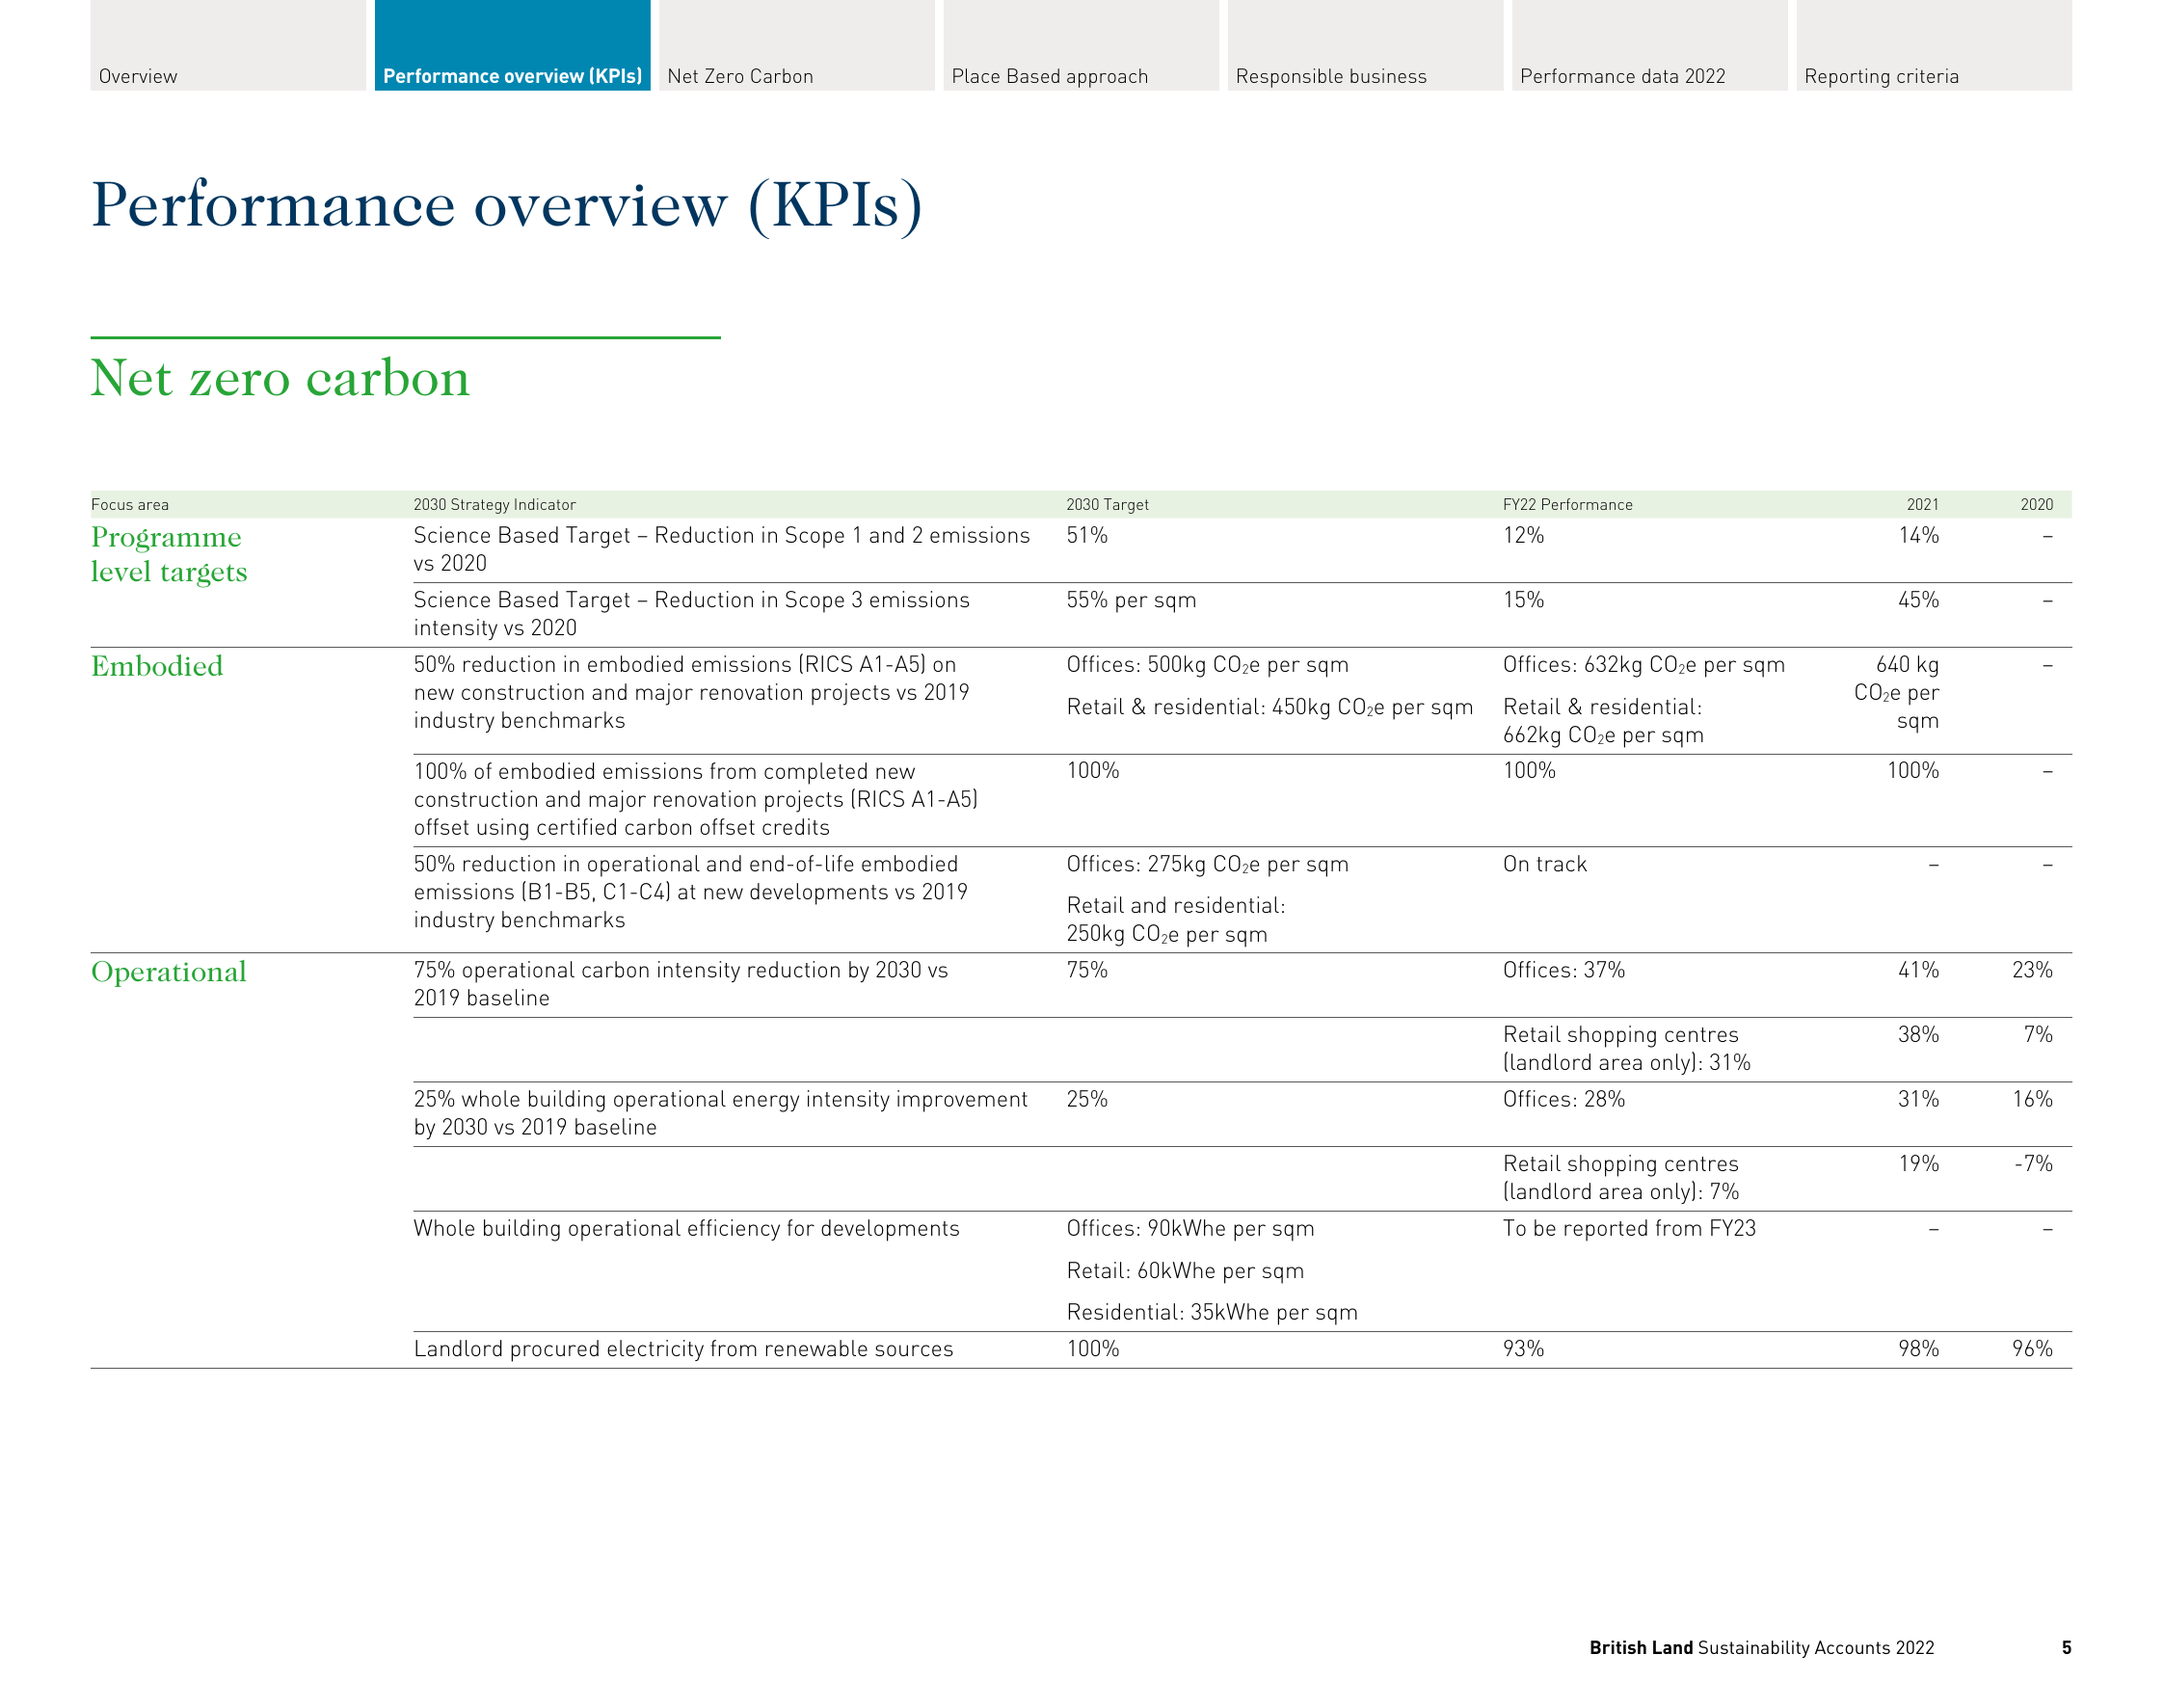 Overview
Performance overview (KPIs)
Net Zero Carbon
Place Based approach
Responsible business
Performance data 2022
Reporting criteria
Performance overview (KPIs)
Net zero carbon
Focus area 2030 Strategy Indicator 2030 Target FY22 Performance 2021 2020
Programme
level targets
Science Based Target – Reduction in Scope 1 and 2 emissions 51% 12% 14% –
vs 2020
Science Based Target – Reduction in Scope 3 emissions 55% per sqm 15% 45% –
intensity vs 2020
Embodied
50% reduction in embodied emissions (RICS A1-A5) on
new construction and major renovation projects vs 2019
industry benchmarks
Offices: 500kg CO₂e per sqm
Retail & residential: 450kg CO₂e per sqm
Offices: 632kg CO₂e per sqm
Retail & residential:
662kg CO₂e per sqm
640 kg
CO₂e per
sqm
–
100% of embodied emissions from completed new 100% 100% 100% –
construction and major renovation projects (RICS A1-A5)
offset using certified carbon offset credits
50% reduction in operational and end-of-life embodied
emissions (B1-B5, C1-C4) at new developments vs 2019
industry benchmarks
Offices: 275kg CO₂e per sqm
Retail and residential:
250kg CO₂e per sqm
On track – –
Operational
75% operational carbon intensity reduction by 2030 vs 75% Offices: 37% 41% 23%
2019 baseline
Retail shopping centres 38% 7%
(landlord area only): 31%
25% whole building operational energy intensity improvement 25% Offices: 28% 31% 16%
by 2030 vs 2019 baseline
Retail shopping centres 19% -7%
(landlord area only): 7%
Whole building operational efficiency for developments Offices: 90kWhe per sqm To be reported from FY23 – –
Retail: 60kWhe per sqm
Residential: 35kWhe per sqm
Landlord procured electricity from renewable sources 100% 93% 98% 96%
British Land Sustainability Accounts 2022 5